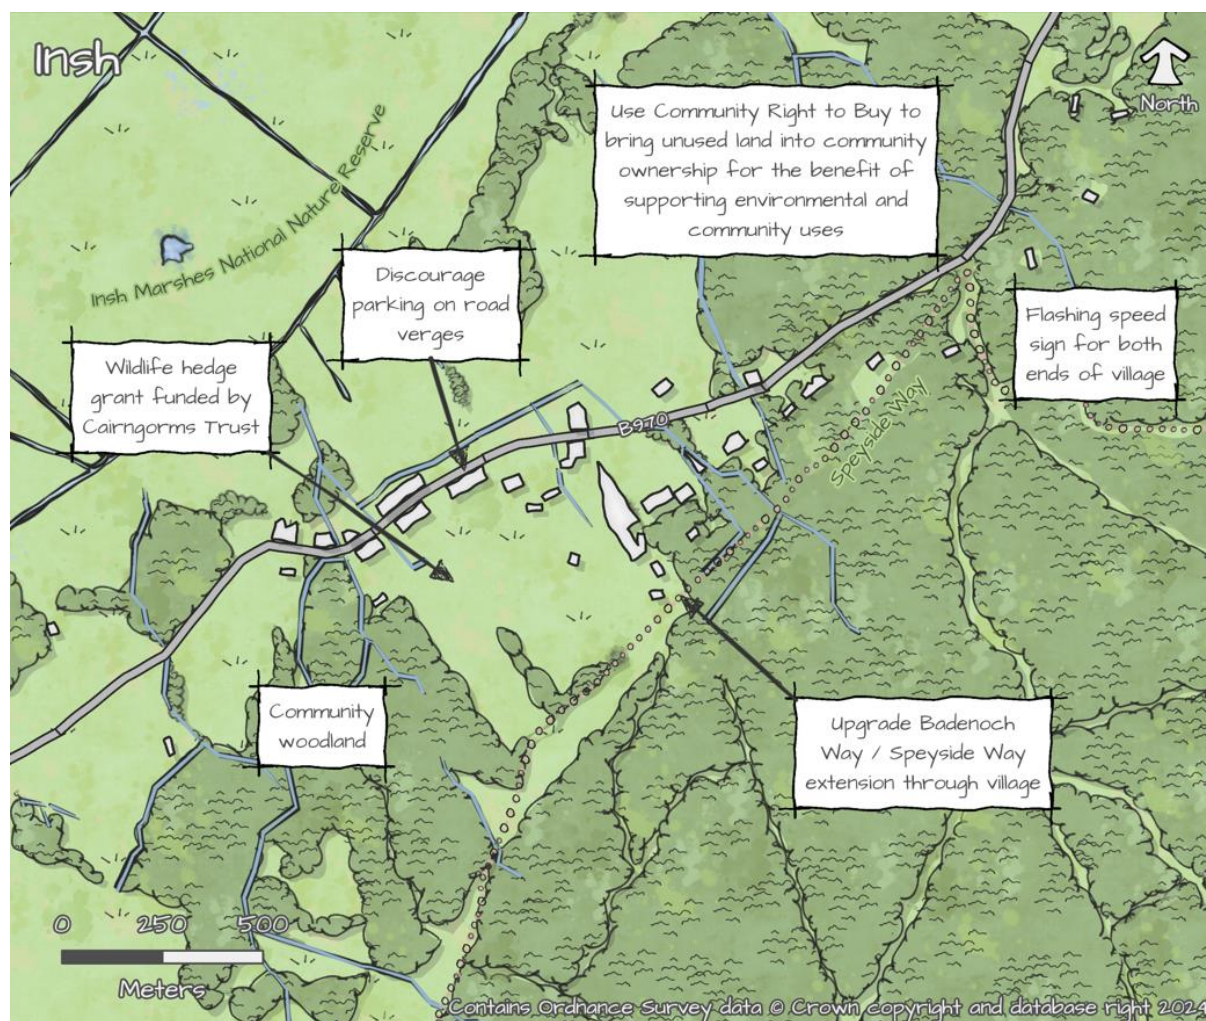 Insh
North
Use Community Right to Buy to
bring unused land into community
ownership for the benefit of
supporting environmental and
community uses
Insh Marshes National Nature Reserve
Discourage
parking on road
verges
Flashing speed
sign for both
ends of village
Wildlife hedge
grant funded by
Cairngorms Trust
B970
Speyside Way
Community
woodland
Upgrade Badenoch
Way / Speyside Way
extension through village
0 250 500
Meters
Contains Ordnance Survey data © Crown copyright and database right 2024